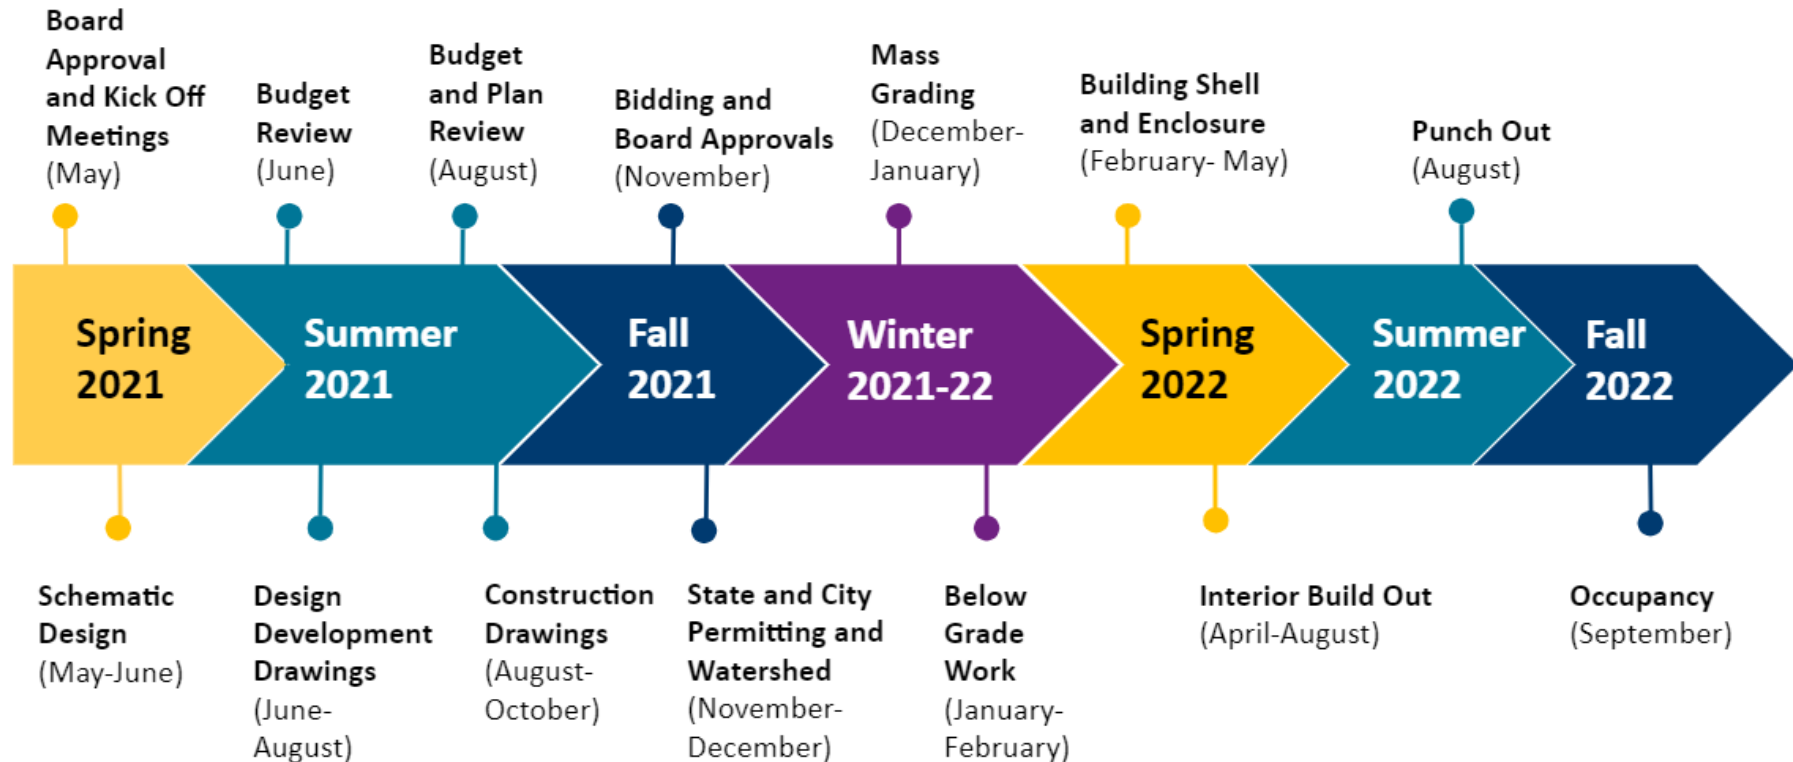 Board
Approval
and Kick Off
Meetings
(May)
Budget
Review
(June)
Budget
and Plan
Review
(August)
Bidding and
Board Approvals
(November)
Mass
Grading
(December-
January)
Building Shell
and Enclosure
(February- May)
Punch Out
(August)
Spring
2021
Summer
2021
Fall
2021
Winter
2021-22
Spring
2022
Summer
2022
Fall
2022
Schematic
Design
(May-June)
Design
Development
Drawings
(June-
August)
Construction
Drawings
(August-
October)
State and City
Permitting and
Watershed
(November-
December)
Below
Grade
Work
(January-
February)
Interior Build Out
(April-August)
Occupancy
(September)